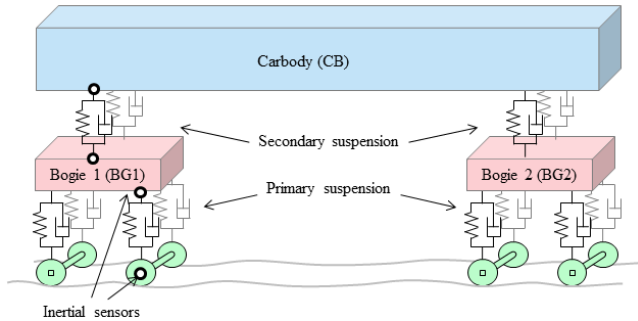 Carbody (CB)
Secondary suspension
Bogie 1 (BG1)
Bogie 2 (BG2)
Primary suspension
Inertial sensors